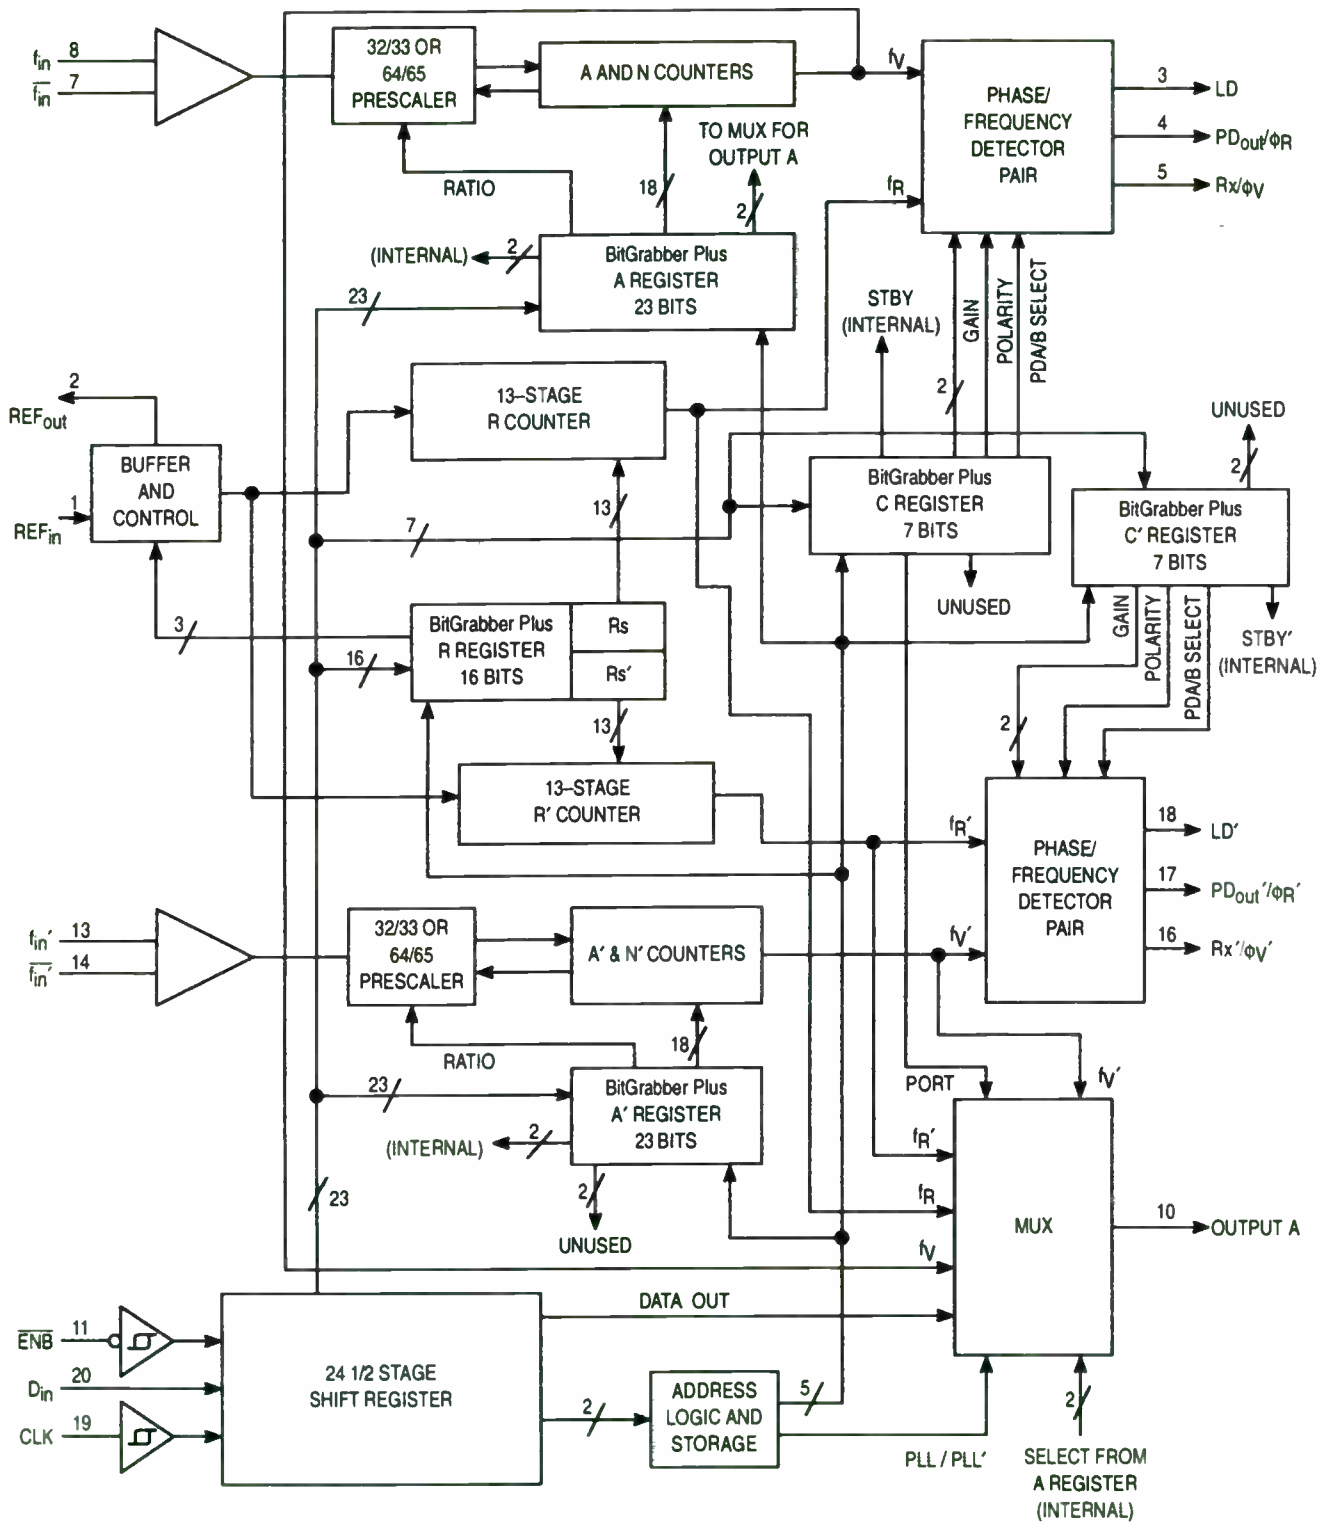 f_in 8
f̅_in 7
32/33 OR
64/65
PRESCALER
A AND N COUNTERS
fV
PHASE/
FREQUENCY
DETECTOR
PAIR
3 LD
4 PDout/ϕR
5 Rx/ϕV
fR
RATIO
18
TO MUX FOR
OUTPUT A
2
(INTERNAL)
2
BitGrabber Plus
A REGISTER
23 BITS
23
STBY
(INTERNAL)
2
GAIN
POLARITY
PDA/B SELECT
2
REFout
1
REFin
BUFFER
AND
CONTROL
13–STAGE
R COUNTER
13
7
BitGrabber Plus
C REGISTER
7 BITS
UNUSED
UNUSED
2
BitGrabber Plus
C′ REGISTER
7 BITS
STBY′
(INTERNAL)
GAIN
POLARITY
PDA/B SELECT
2
3
16
BitGrabber Plus
R REGISTER
16 BITS
Rs
Rs′
13
13–STAGE
R′ COUNTER
fR′
fV′
PHASE/
FREQUENCY
DETECTOR
PAIR
18 LD′
17 PDout′/ϕR′
16 Rx′/ϕV′
fin′ 13
f̅in′ 14
32/33 OR
64/65
PRESCALER
A′ & N′ COUNTERS
RATIO
18
23
BitGrabber Plus
A′ REGISTER
23 BITS
(INTERNAL)
2
2
UNUSED
23
PORT
fV′
fR′
fR
fV
MUX
10 OUTPUT A
DATA OUT
ENB 11
Din 20
CLK 19
24 1/2 STAGE
SHIFT REGISTER
2
ADDRESS
LOGIC AND
STORAGE
5
PLL / PLL′
2
SELECT FROM
A REGISTER
(INTERNAL)